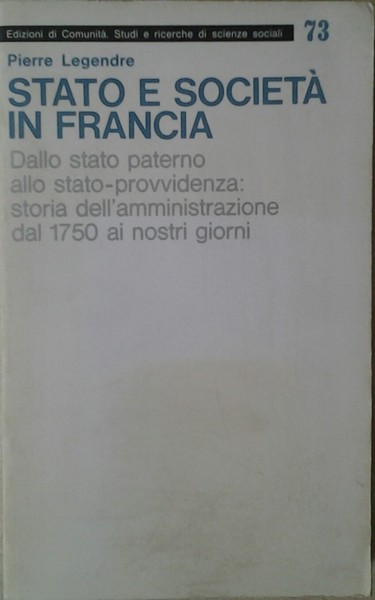 Edizioni di Comunità. Studi e ricerche di scienze sociali 73
Pierre Legendre
STATO E SOCIETÀ
IN FRANCIA
Dallo stato paterno
allo stato-provvidenza:
storia dell'amministrazione
dal 1750 ai nostri giorni